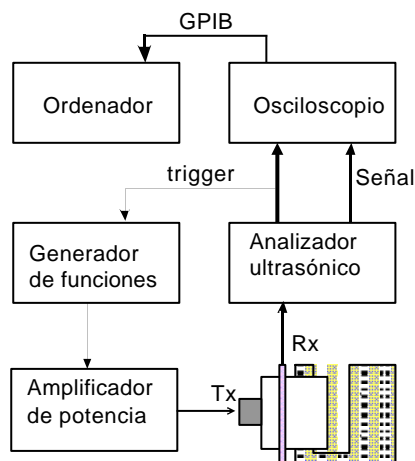 GPIB
Ordenador
Osciloscopio
trigger
Señal
Generador
de funciones
Analizador
ultrasónico
Rx
Amplificador
de potencia
Tx